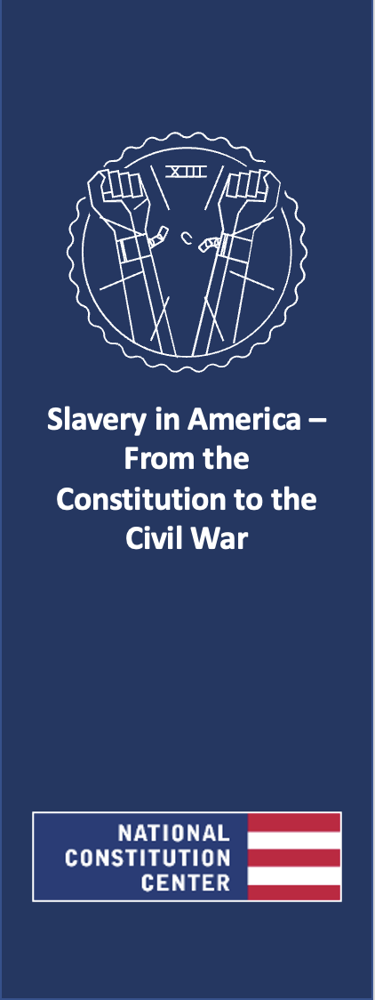 XIII
Slavery in America –
From the
Constitution to the
Civil War
NATIONAL
CONSTITUTION
CENTER